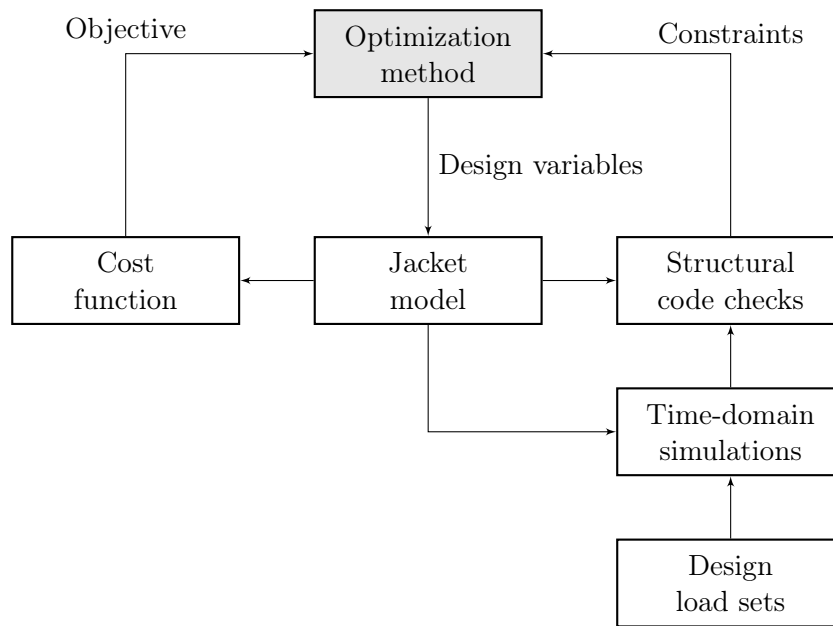 Objective
Optimization
method
Constraints
Design variables
Cost
function
Jacket
model
Structural
code checks
Time-domain
simulations
Design
load sets